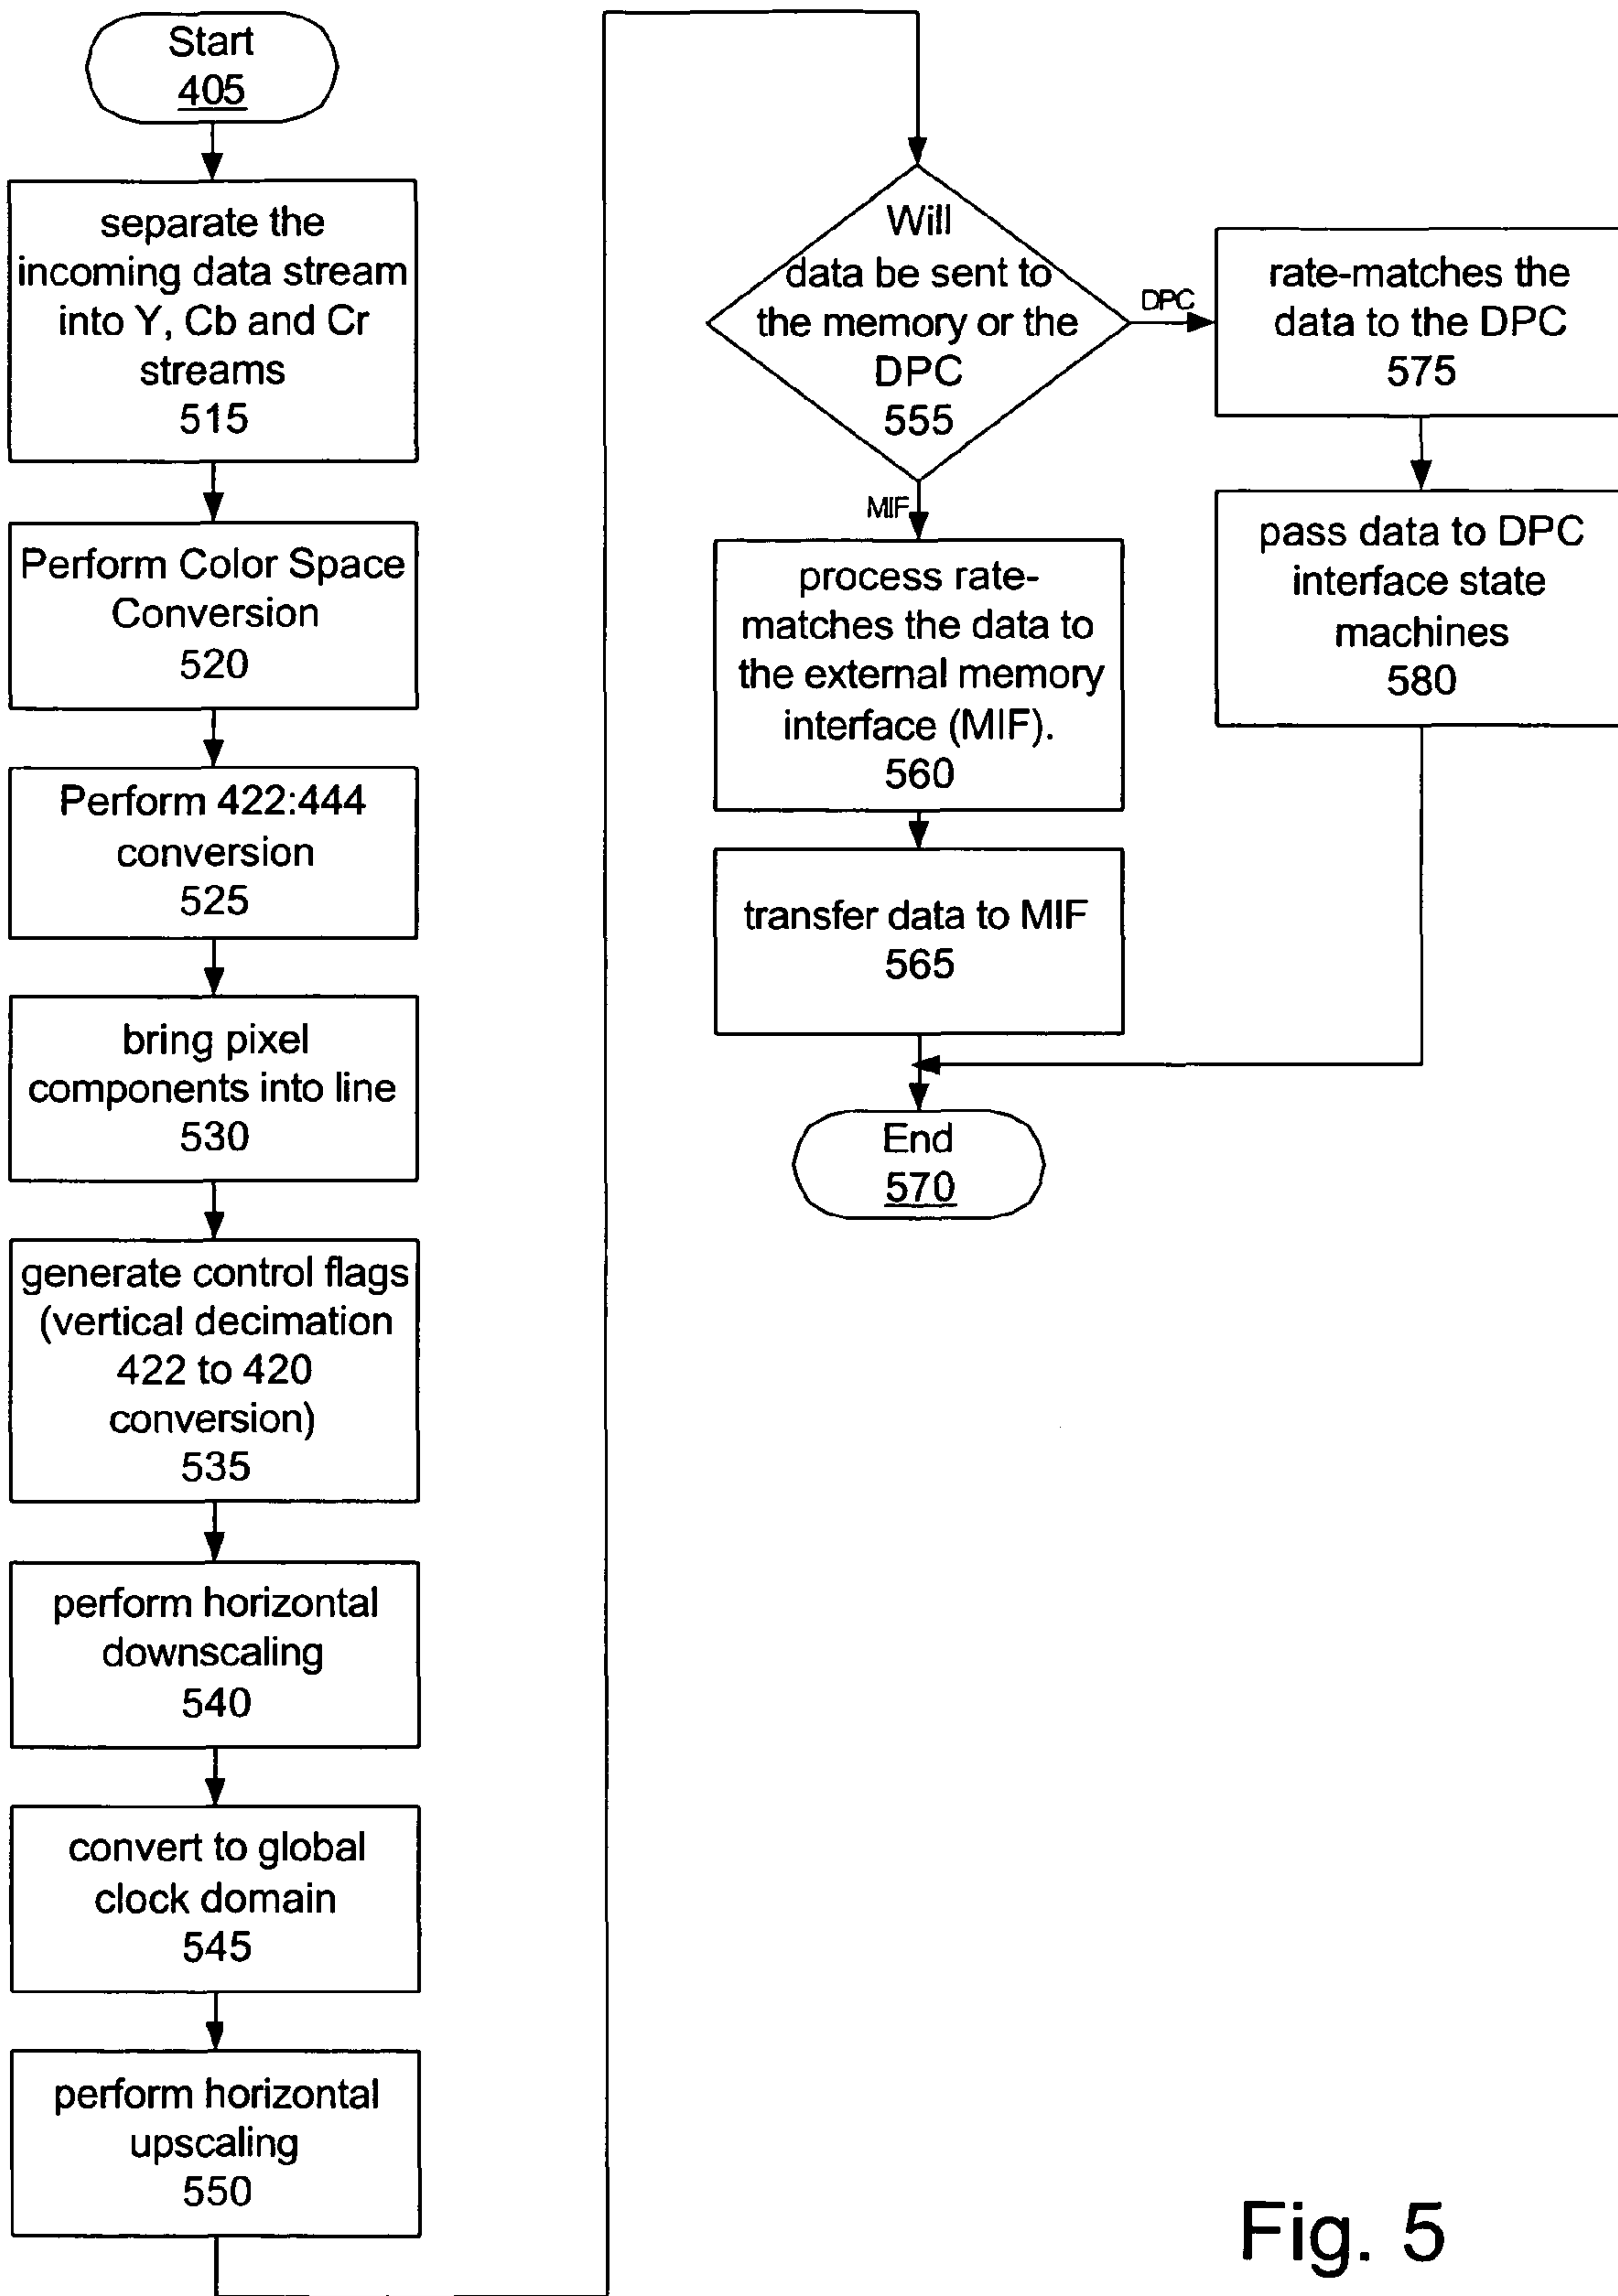 Start
405
separate the
incoming data stream
into Y, Cb and Cr
streams
515
Perform Color Space
Conversion
520
Perform 422:444
conversion
525
bring pixel
components into line
530
generate control flags
(vertical decimation
422 to 420
conversion)
535
perform horizontal
downscaling
540
convert to global
clock domain
545
perform horizontal
upscaling
550
Will
data be sent to
the memory or the
DPC
555
DPC
MIF
process rate-
matches the data to
the external memory
interface (MIF).
560
transfer data to MIF
565
End
570
rate-matches the
data to the DPC
575
pass data to DPC
interface state
machines
580
Fig. 5